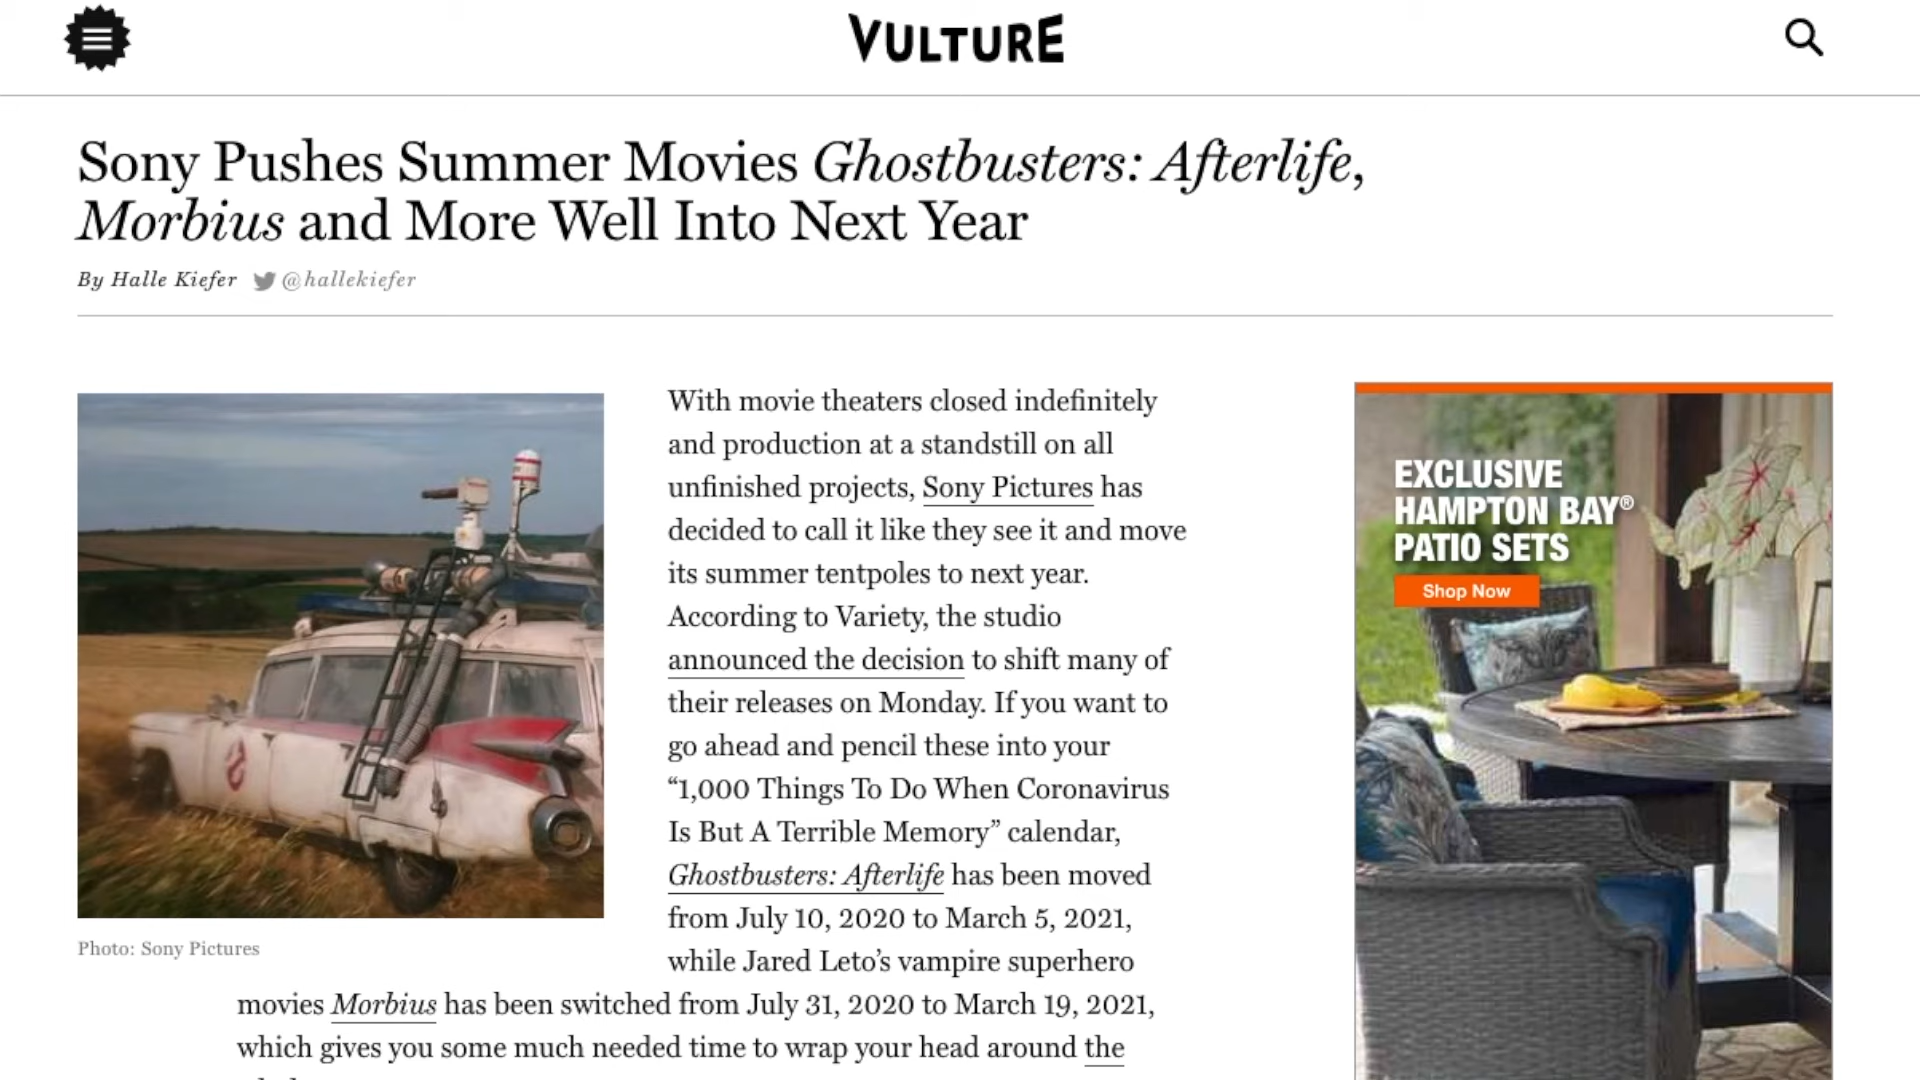 VULTURE
Sony Pushes Summer Movies Ghostbusters: Afterlife,
Morbius and More Well Into Next Year
By Halle Kiefer @hallekiefer
With movie theaters closed indefinitely
and production at a standstill on all
unfinished projects, Sony Pictures has
decided to call it like they see it and move
its summer tentpoles to next year.
According to Variety, the studio
announced the decision to shift many of
their releases on Monday. If you want to
go ahead and pencil these into your
“1,000 Things To Do When Coronavirus
Is But A Terrible Memory” calendar,
Ghostbusters: Afterlife has been moved
from July 10, 2020 to March 5, 2021,
while Jared Leto’s vampire superhero
movies Morbius has been switched from July 31, 2020 to March 19, 2021,
which gives you some much needed time to wrap your head around the
Photo: Sony Pictures
EXCLUSIVE
HAMPTON BAY®
PATIO SETS
Shop Now